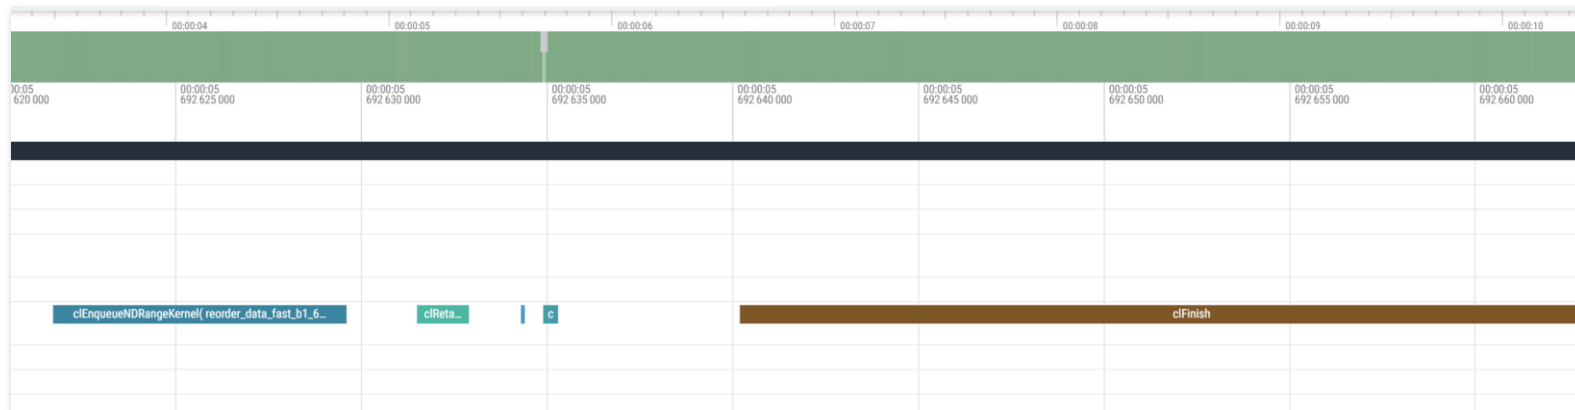 00:00:04 00:00:05 00:00:06 00:00:07 00:00:08 00:00:09 00:00:10
00:05 00:00:05 00:00:05 00:00:05 00:00:05 00:00:05 00:00:05 00:00:05 00:00:05
620 000 692 625 000 692 630 000 692 635 000 692 640 000 692 645 000 692 650 000 692 655 000 692 660 000
clEnqueueNDRangeKernel( reorder_data_fast_b1_6... clReta... c clFinish